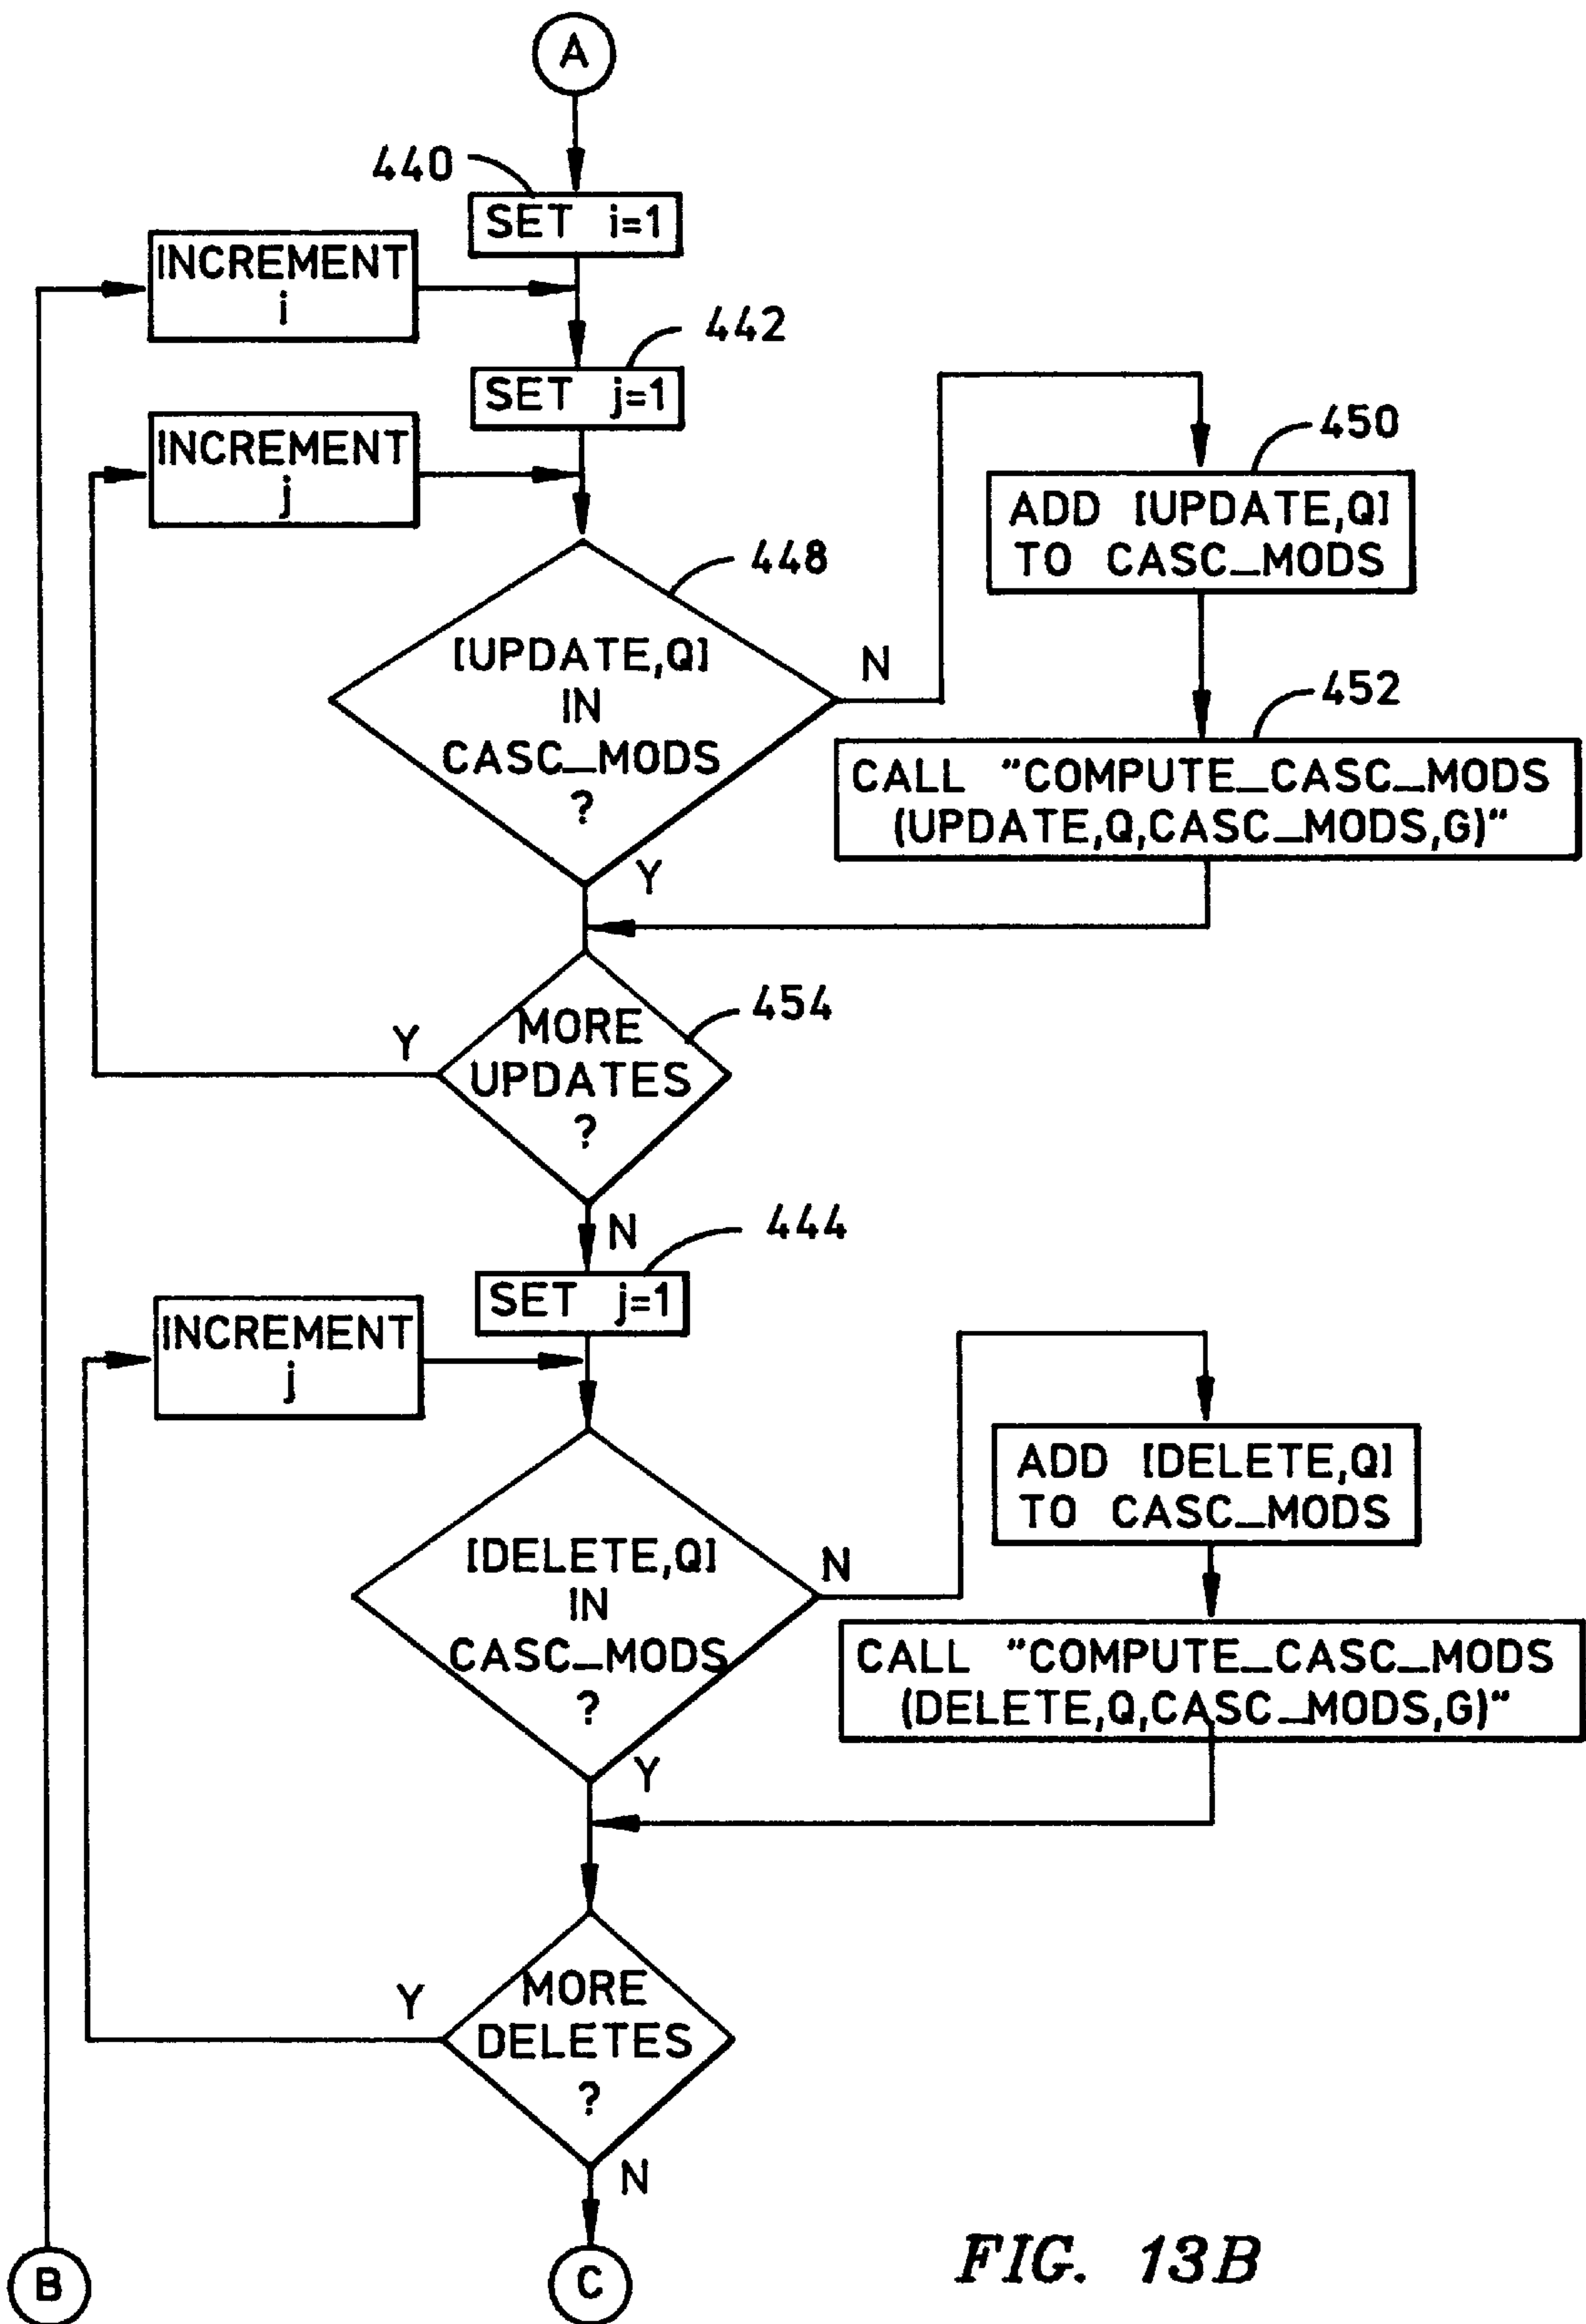 A
440
SET i=1
INCREMENT
i
442
SET j=1
INCREMENT
j
450
ADD [UPDATE,Q]
TO CASC_MODS
448
[UPDATE,Q]
IN
CASC_MODS
?
N
Y
452
CALL "COMPUTE_CASC_MODS
(UPDATE,Q,CASC_MODS,G)"
454
MORE
UPDATES
?
Y
N
444
SET j=1
INCREMENT
j
ADD [DELETE,Q]
TO CASC_MODS
[DELETE,Q]
IN
CASC_MODS
?
N
Y
CALL "COMPUTE_CASC_MODS
(DELETE,Q,CASC_MODS,G)"
MORE
DELETES
?
Y
N
B
C
FIG. 13B